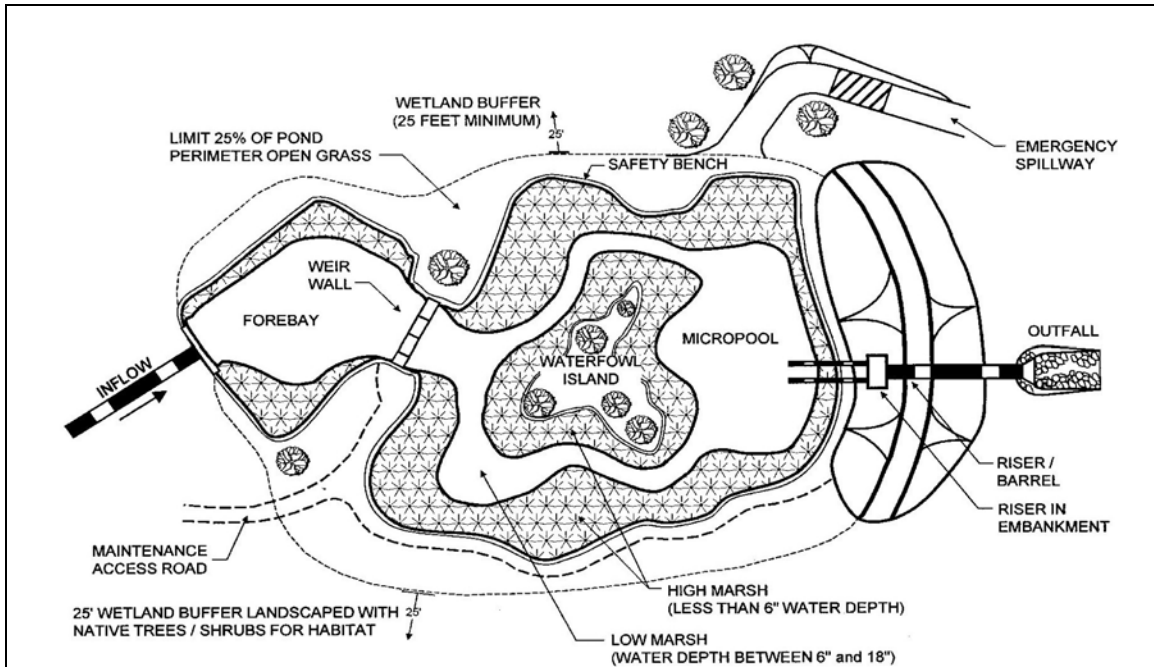 WETLAND BUFFER
(25 FEET MINIMUM)
25'
LIMIT 25% OF POND
PERIMETER OPEN GRASS
SAFETY BENCH
EMERGENCY
SPILLWAY
WEIR
WALL
FOREBAY
INFLOW
WATERFOWL
ISLAND
MICROPOOL
OUTFALL
RISER /
BARREL
RISER IN
EMBANKMENT
MAINTENANCE
ACCESS ROAD
HIGH MARSH
(LESS THAN 6" WATER DEPTH)
25' WETLAND BUFFER LANDSCAPED WITH
NATIVE TREES / SHRUBS FOR HABITAT
25'
LOW MARSH
(WATER DEPTH BETWEEN 6" and 18")